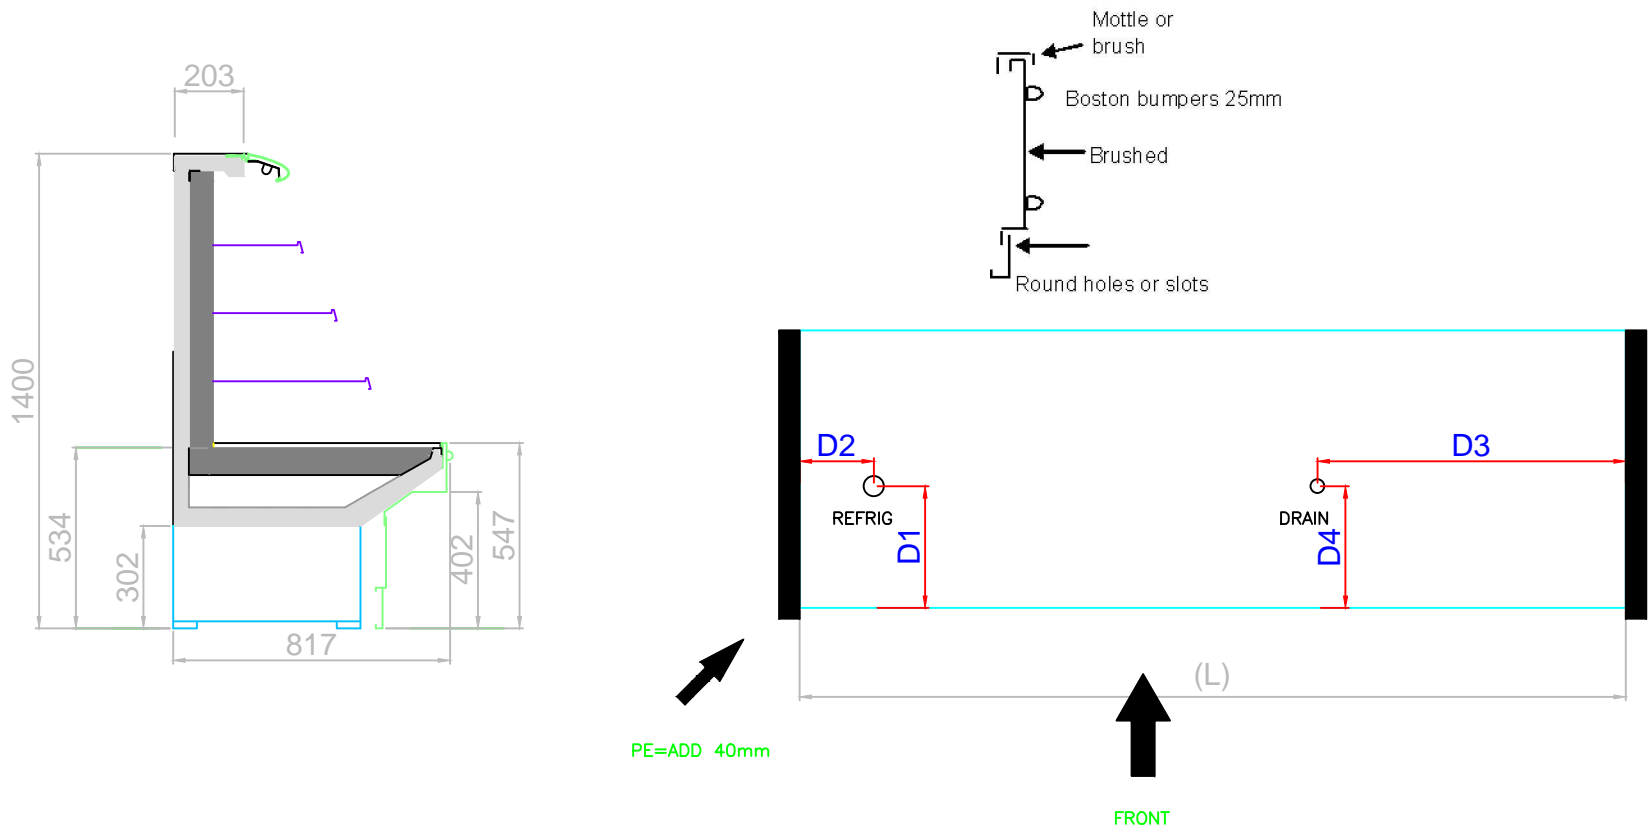 Mottle or
brush
Boston bumpers 25mm
Brushed
Round holes or slots
203
1400
534
302
402
547
817
D2
D3
REFRIG
DRAIN
D1
D4
(L)
PE=ADD 40mm
FRONT